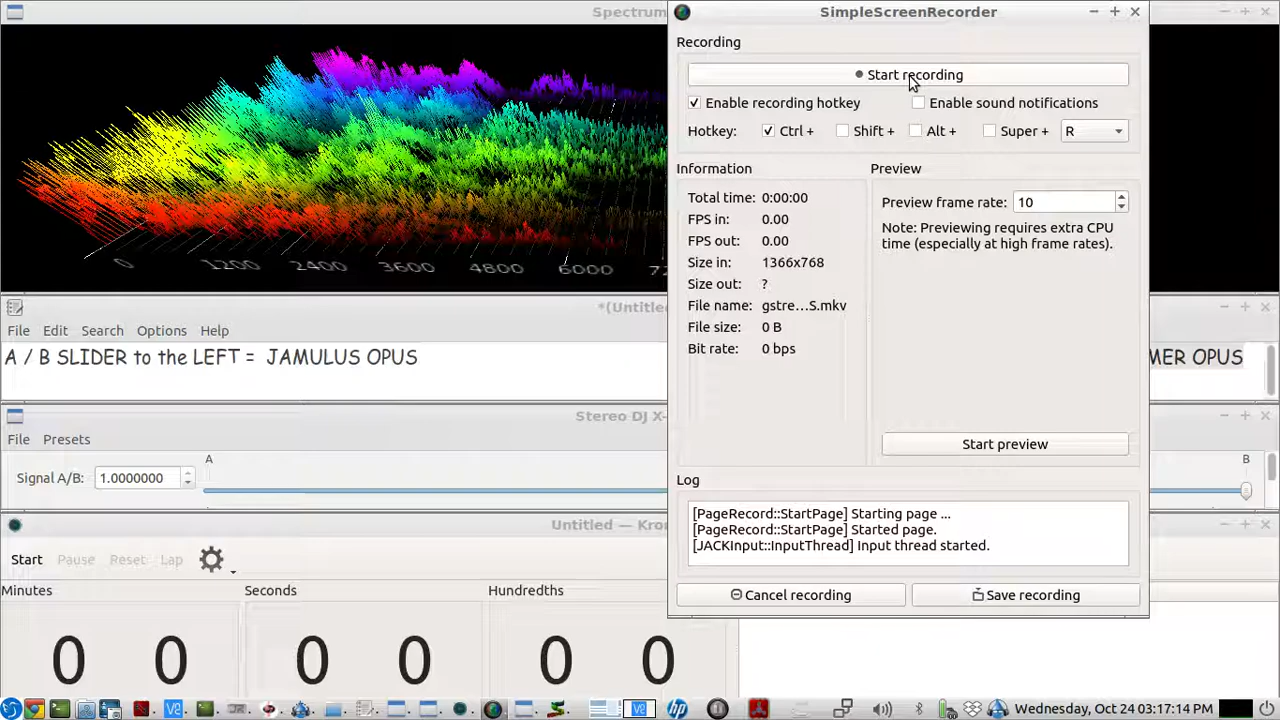 Spectrum
SimpleScreenRecorder
Recording
Start recording
Enable recording hotkey
Enable sound notifications
Hotkey:
Ctrl +
Shift +
Alt +
Super +
R
Information
Total time: 0:00:00
FPS in: 0.00
FPS out: 0.00
Size in: 1366x768
Size out: ?
File name: gstre...S.mkv
File size: 0 B
Bit rate: 0 bps
Preview
Preview frame rate: 10
Note: Previewing requires extra CPU
time (especially at high frame rates).
Start preview
Log
[PageRecord::StartPage] Starting page ...
[PageRecord::StartPage] Started page.
[JACKInput::InputThread] Input thread started.
Cancel recording
Save recording
0 1200 2400 3600 4800 6000
*(Untitle
File Edit Search Options Help
A / B SLIDER to the LEFT = JAMULUS OPUS
MER OPUS
Stereo DJ X-
File Presets
Signal A/B: 1.0000000
A
B
Untitled — Kro
Start Pause Reset Lap
Minutes Seconds Hundredths
0 0 0 0 0 0
Wednesday, Oct 24 03:17:14 PM